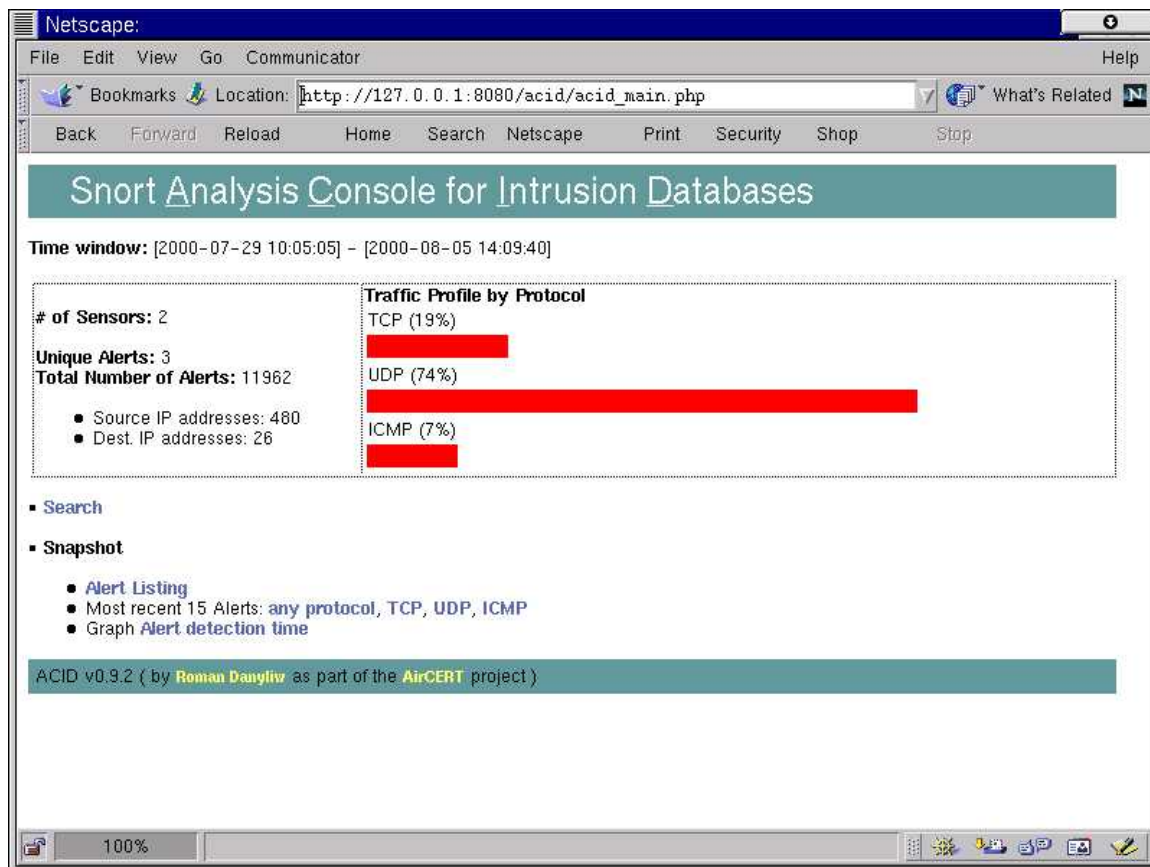 Netscape:
File Edit View Go Communicator Help
Bookmarks Location: http://127.0.0.1:8080/acid/acid_main.php What's Related N
Back Forward Reload Home Search Netscape Print Security Shop Stop
Snort Analysis Console for Intrusion Databases
Time window: [2000-07-29 10:05:05] - [2000-08-05 14:09:40]
# of Sensors: 2
Unique Alerts: 3
Total Number of Alerts: 11962
● Source IP addresses: 480
● Dest. IP addresses: 26
Traffic Profile by Protocol
TCP (19%)
UDP (74%)
ICMP (7%)
▪ Search
▪ Snapshot
● Alert Listing
● Most recent 15 Alerts: any protocol, TCP, UDP, ICMP
● Graph Alert detection time
ACID v0.9.2 ( by Roman Danyliw as part of the AirCERT project )
100%